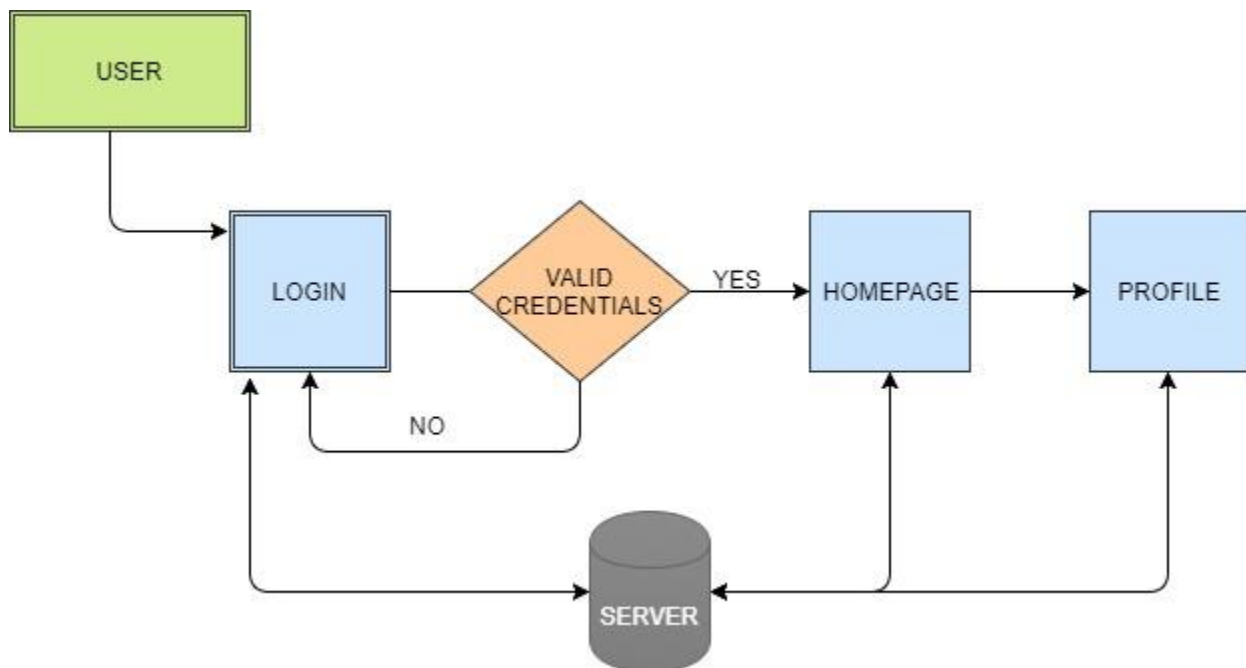 USER
LOGIN
VALID
CREDENTIALS
YES
HOMEPAGE
PROFILE
NO
SERVER